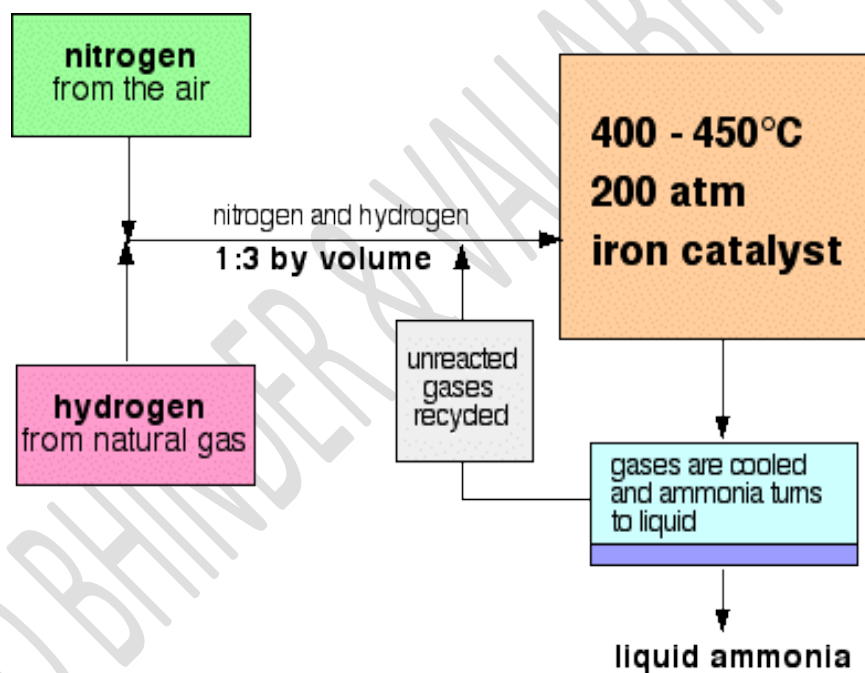 nitrogen
from the air
400 - 450°C
200 atm
iron catalyst
nitrogen and hydrogen
1:3 by volume
unreacted
gases
recycled
hydrogen
from natural gas
gases are cooled
and ammonia turns
to liquid
liquid ammonia
BHINDER &